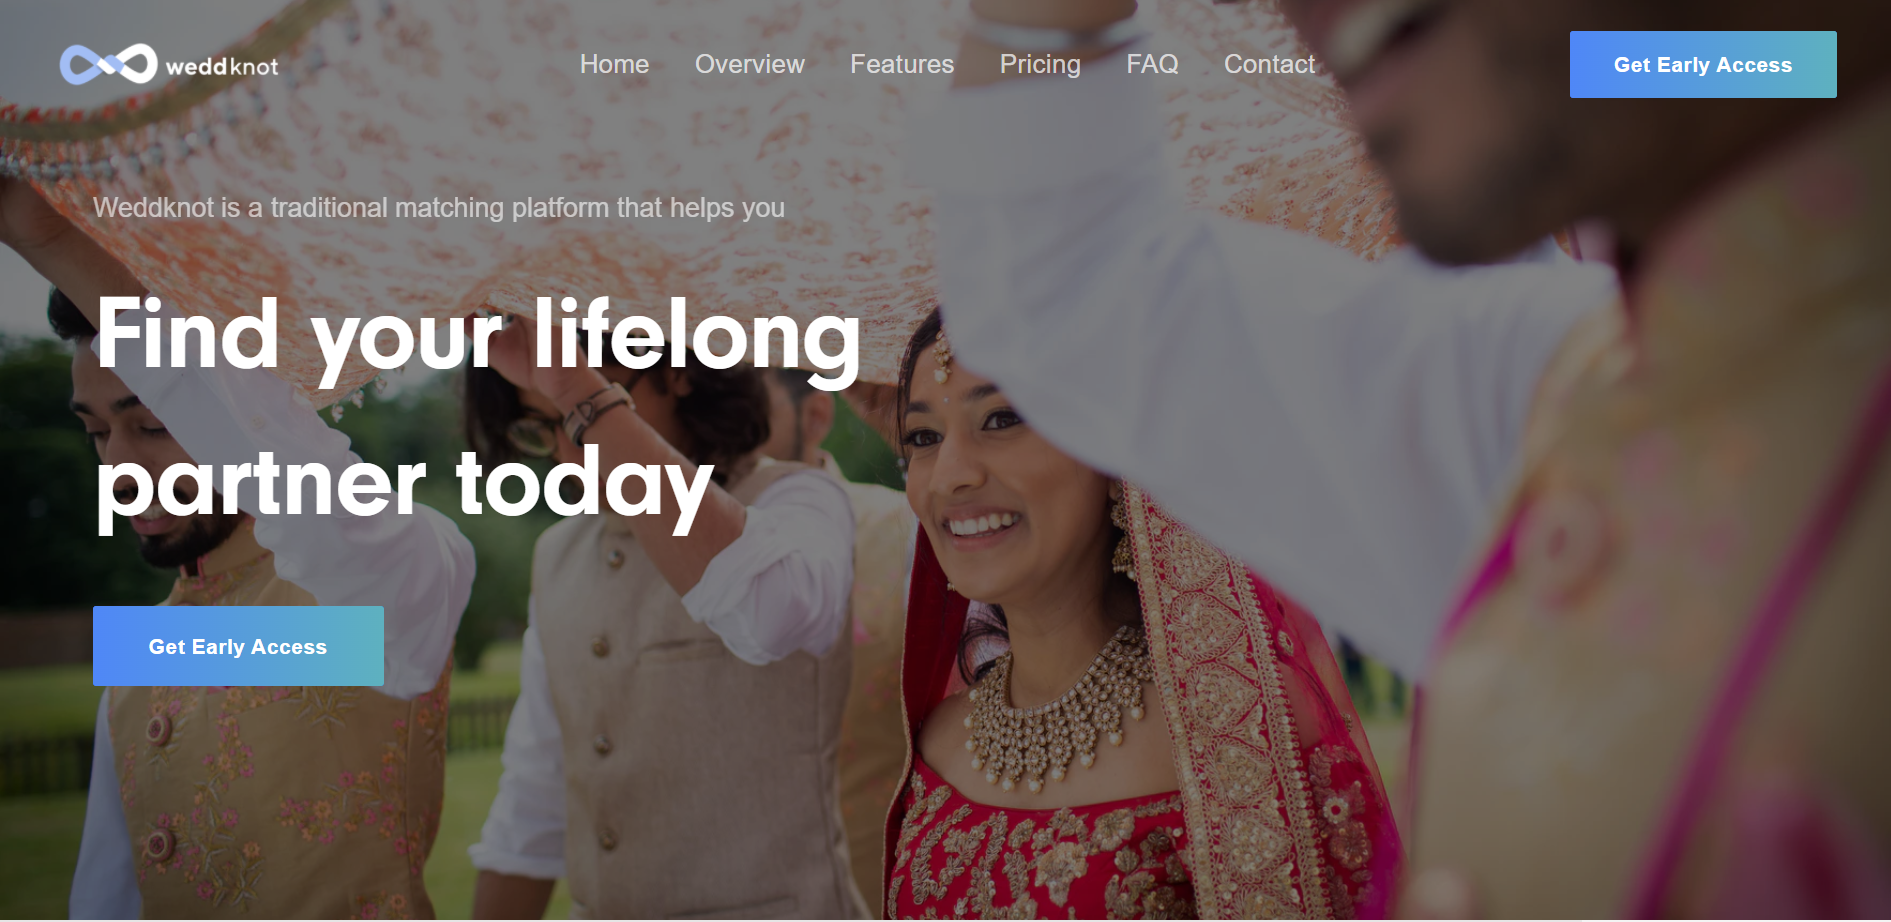 weddknot
Home
Overview
Features
Pricing
FAQ
Contact
Get Early Access
Weddknot is a traditional matching platform that helps you
Find your lifelong
partner today
Get Early Access